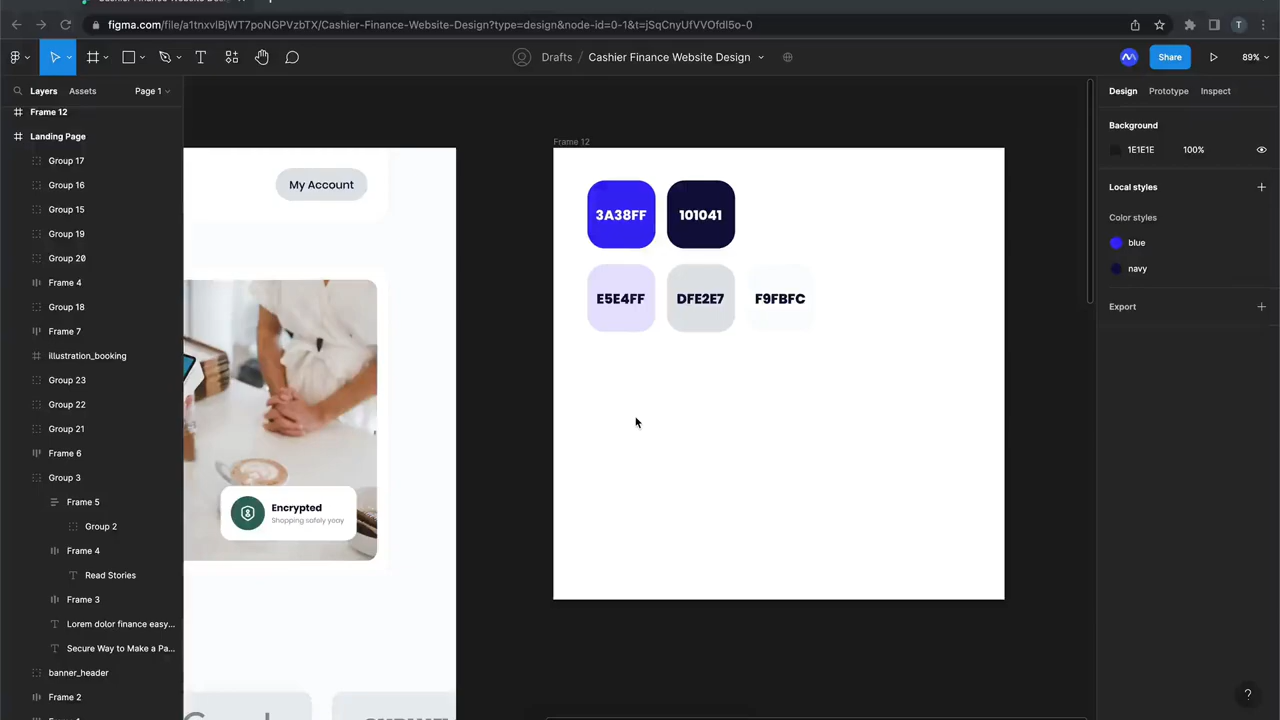 figma.com/file/a1tnxvlBjWT7poNGPVzbTX/Cashier-Finance-Website-Design?type=design&node-id=0-1&t=jSqCnyUfVVOfdI5o-0
T
Drafts / Cashier Finance Website Design
Share
89%
Layers Assets Page 1
Frame 12
Landing Page
Group 17
Group 16
Group 15
Group 19
Group 20
Frame 4
Group 18
Frame 7
illustration_booking
Group 23
Group 22
Group 21
Frame 6
Group 3
Frame 5
Group 2
Frame 4
Read Stories
Frame 3
Lorem dolor finance easy...
Secure Way to Make a Pa...
banner_header
Frame 2
My Account
Encrypted
Shopping safely yoay
Frame 12
3A38FF 101041
E5E4FF DFE2E7 F9FBFC
Design Prototype Inspect
Background
1E1E1E 100%
Local styles
Color styles
blue
navy
Export
?